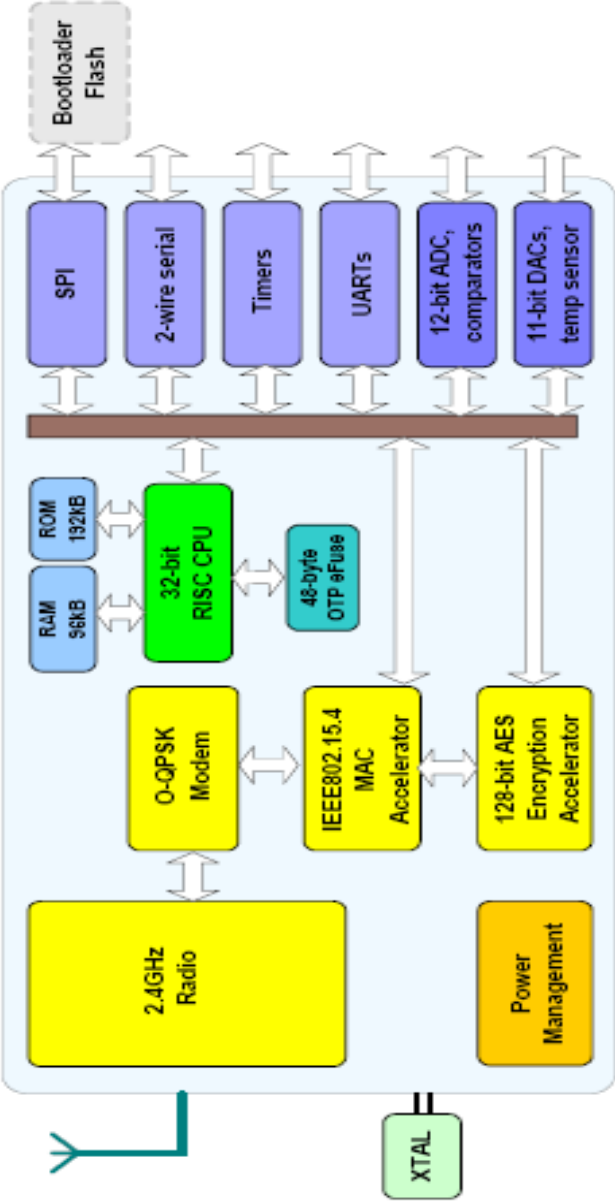 2.4GHz
Radio
O-QPSK
Modem
RAM
96kB
ROM
192kB
32-bit
RISC CPU
48-byte
OTP eFuse
IEEE802.15.4
MAC
Accelerator
128-bit AES
Encryption
Accelerator
Power
Management
XTAL
SPI
2-wire serial
Timers
UARTs
12-bit ADC,
comparators
11-bit DACs,
temp sensor
Bootloader
Flash